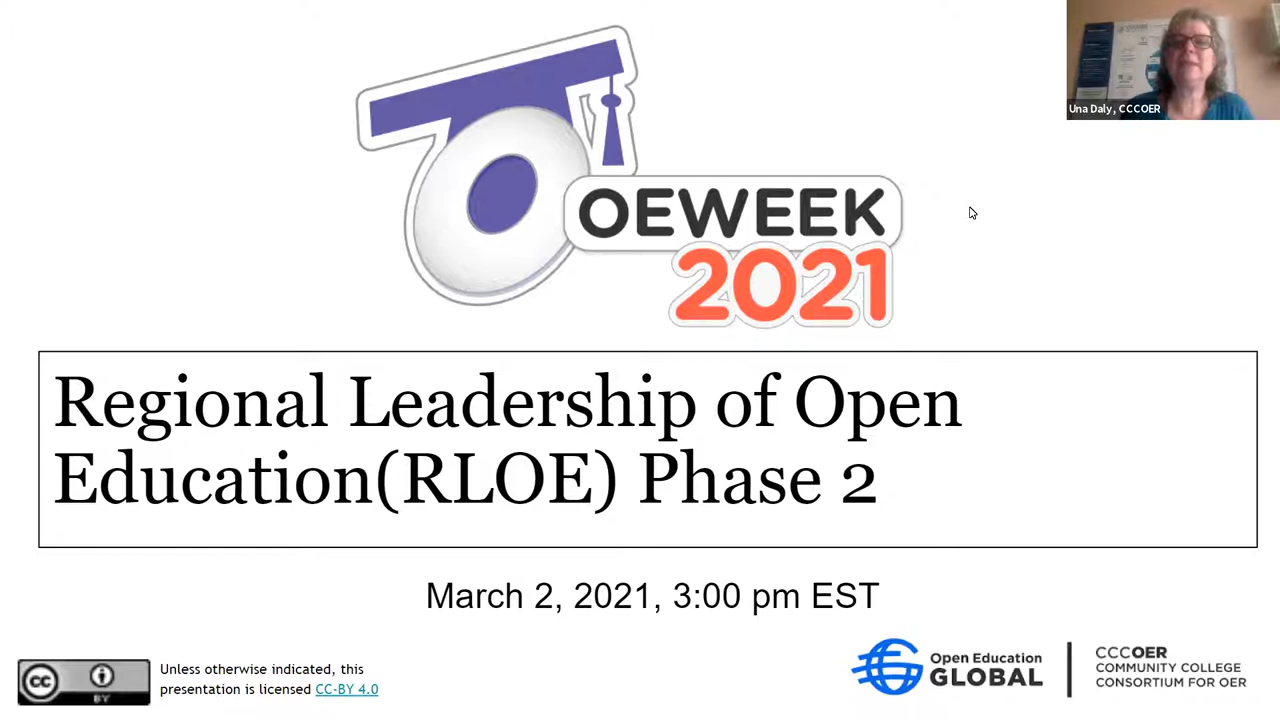 Una Daly, CCCOER
OEWEEK
2021
Regional Leadership of Open
Education(RLOE) Phase 2
March 2, 2021, 3:00 pm EST
cc
BY
Unless otherwise indicated, this
presentation is licensed CC-BY 4.0
Open Education
GLOBAL
CCCOER
COMMUNITY COLLEGE
CONSORTIUM FOR OER